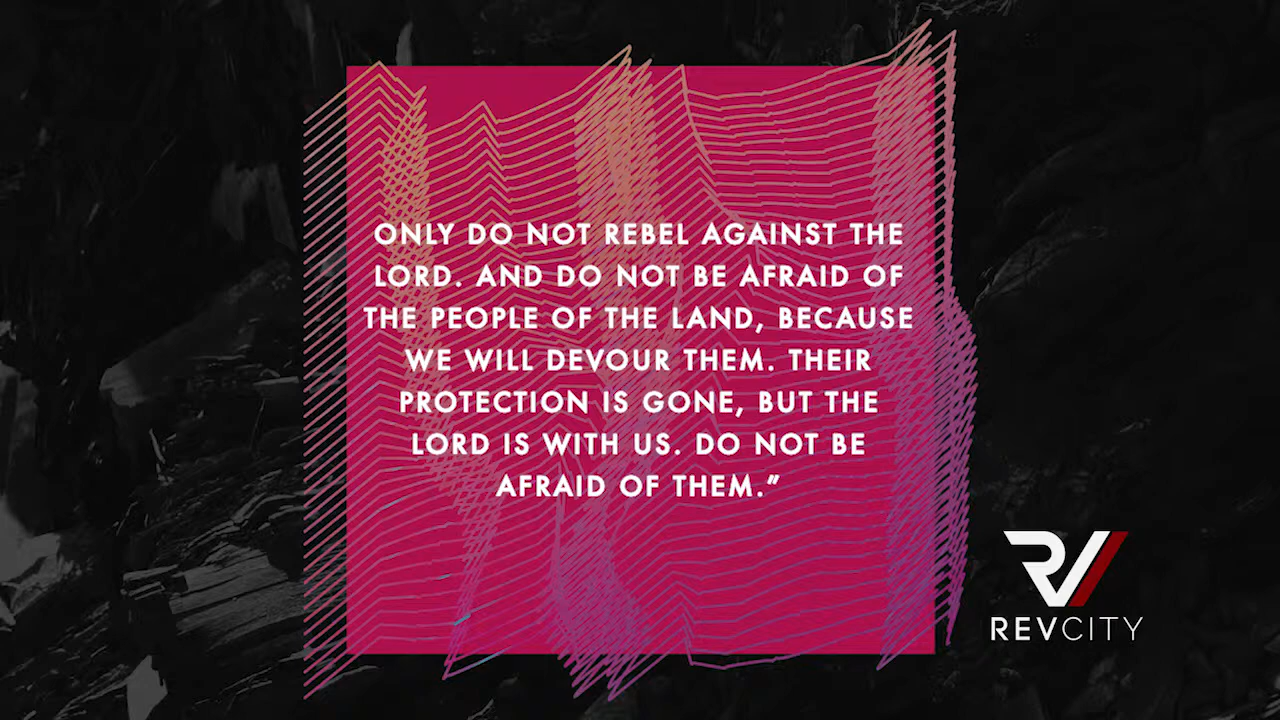 ONLY DO NOT REBEL AGAINST THE
LORD. AND DO NOT BE AFRAID OF
THE PEOPLE OF THE LAND, BECAUSE
WE WILL DEVOUR THEM. THEIR
PROTECTION IS GONE, BUT THE
LORD IS WITH US. DO NOT BE
AFRAID OF THEM.”
RV
REVCITY